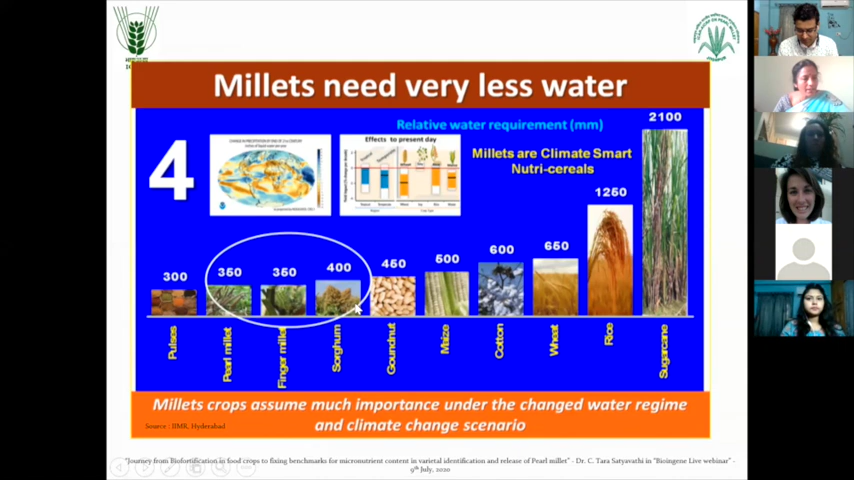 Millets need very less water
Relative water requirement (mm)
2100
4
Effects to present day
Millets are Climate Smart
Nutri-cereals
1250
300
350
350
400
450
500
600
650
Pulses
Pearl millet
Finger millet
Sorghum
Goundnut
Maize
Cotton
Wheat
Rice
Sugarcane
Millets crops assume much importance under the changed water regime
and climate change scenario
Source : IIMR, Hyderabad
"Journey from Biofortification in food crops to fixing benchmarks for micronutrient content in varietal identification and release of Pearl millet" - Dr. C. Tara Satyavathi in "Bioingene Live webinar" -
9th July, 2020